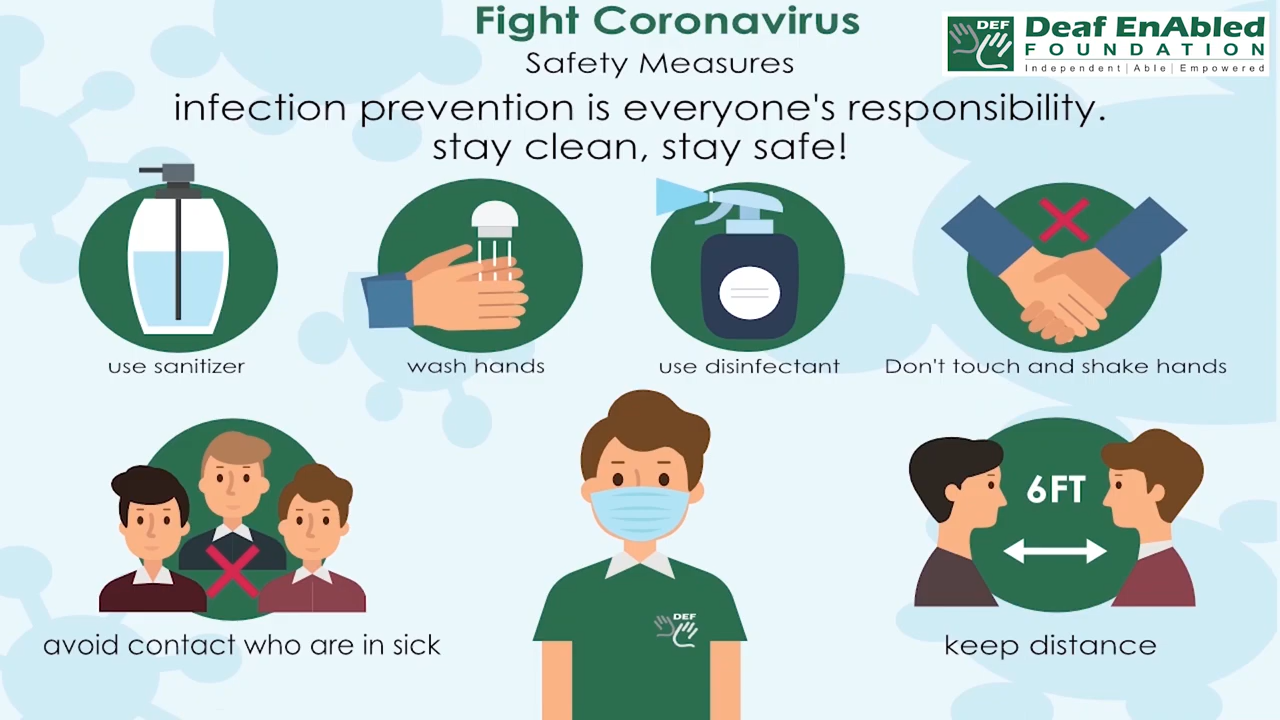 Fight Coronavirus
Safety Measures
DEF
Deaf EnAbled
FOUNDATION
Independent | Able | Empowered
infection prevention is everyone's responsibility.
stay clean, stay safe!
use sanitizer
wash hands
use disinfectant
Don't touch and shake hands
6FT
DEF
avoid contact who are in sick
keep distance